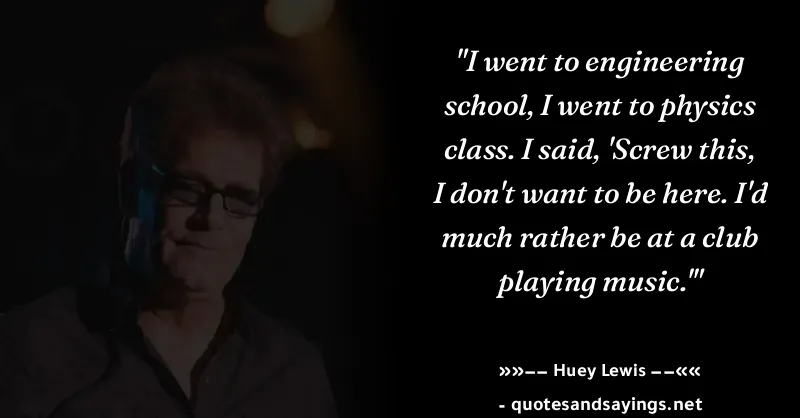 "I went to engineering
school, I went to physics
class. I said, 'Screw this,
I don't want to be here. I'd
much rather be at a club
playing music.'"
»»−− Huey Lewis −−««
- quotesandsayings.net